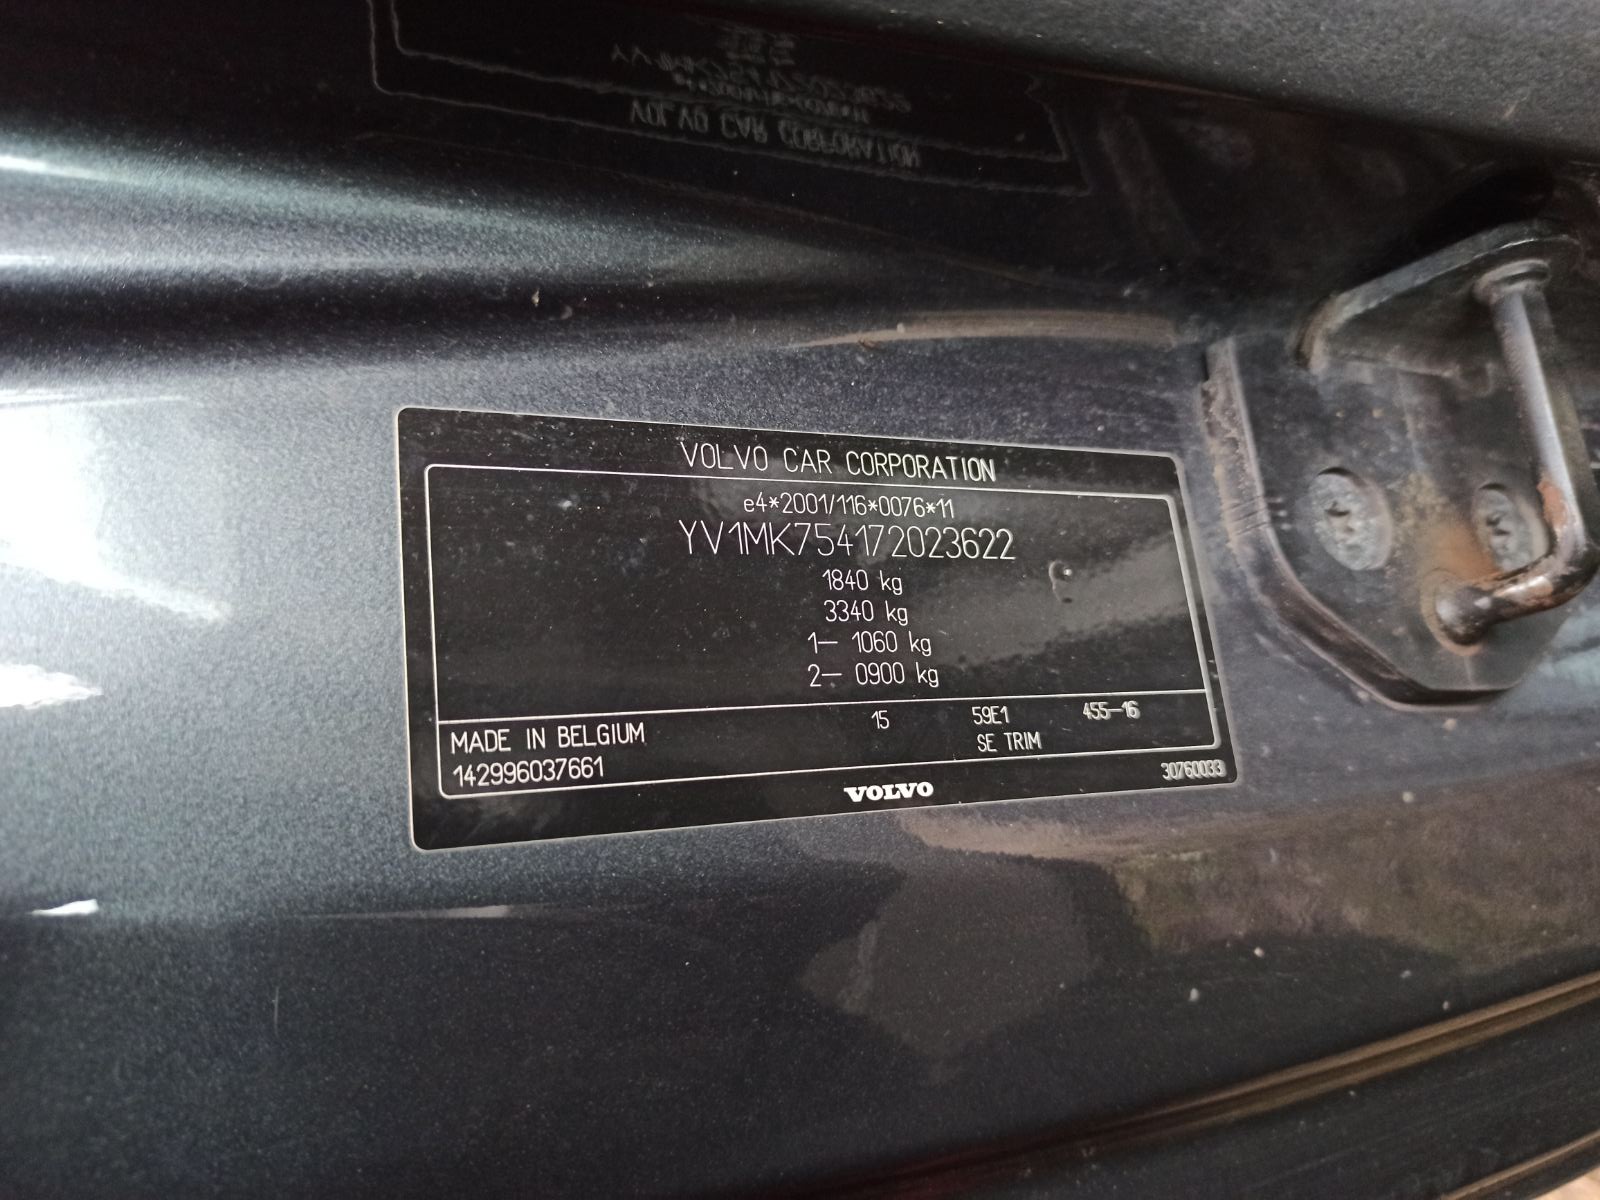 VOLVO CAR CORPORATION
e4*2001/116*0076*11
YV1MK754172023622
1840 kg
3340 kg
1— 1060 kg
2— 0900 kg
MADE IN BELGIUM 15 59E1 455-16
142996037661 SE TRIM
VOLVO 30760033